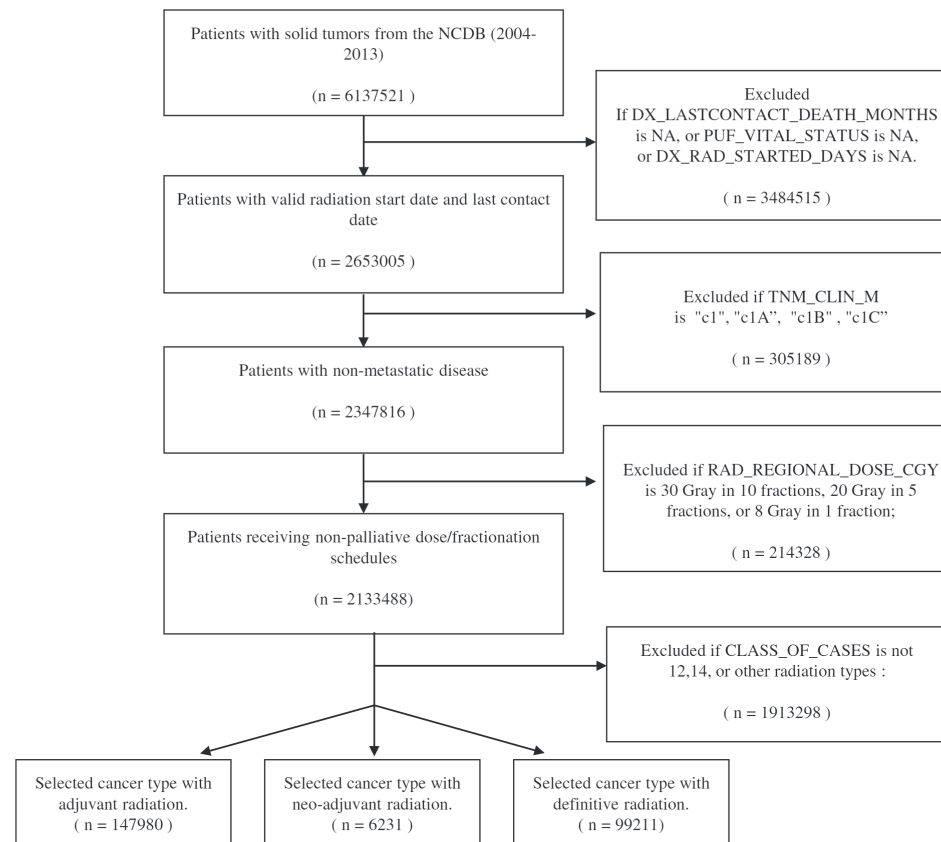 Patients with solid tumors from the NCDB (2004-
2013)
(n = 6137521 )
Excluded
If DX_LASTCONTACT_DEATH_MONTHS
is NA, or PUF_VITAL_STATUS is NA,
or DX_RAD_STARTED_DAYS is NA.
( n = 3484515 )
Patients with valid radiation start date and last contact
date
(n = 2653005 )
Excluded if TNM_CLIN_M
is "c1", "c1A”, "c1B" , "c1C”
( n = 305189 )
Patients with non-metastatic disease
(n = 2347816 )
Excluded if RAD_REGIONAL_DOSE_CGY
is 30 Gray in 10 fractions, 20 Gray in 5
fractions, or 8 Gray in 1 fraction;
( n = 214328 )
Patients receiving non-palliative dose/fractionation
schedules
(n = 2133488)
Excluded if CLASS_OF_CASES is not
12,14, or other radiation types :
( n = 1913298 )
Selected cancer type with
adjuvant radiation.
( n = 147980 )
Selected cancer type with
neo-adjuvant radiation.
( n = 6231 )
Selected cancer type with
definitive radiation.
( n = 99211)